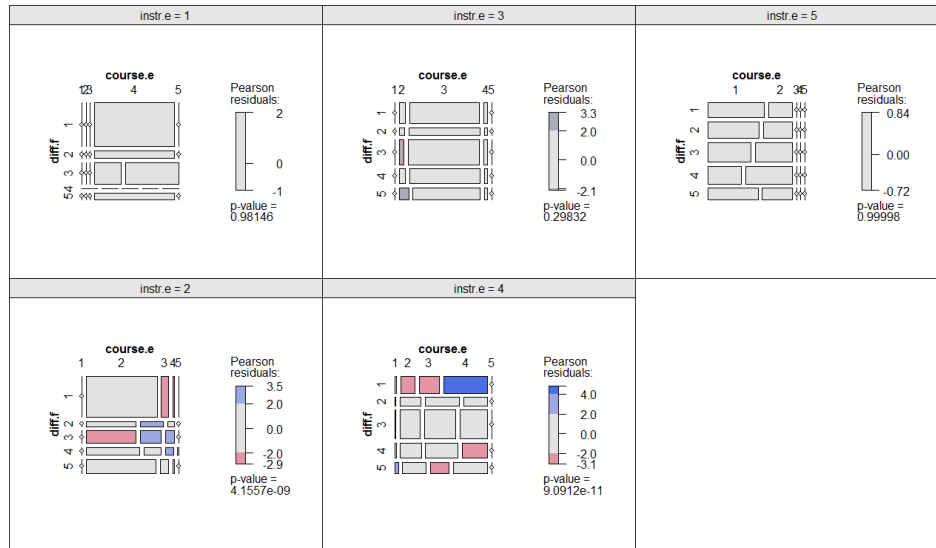 instr.e = 1
course.e
123 4 5
diff.f
1
2
3
54
Pearson
residuals:
2
0
-1
p-value =
0.98146
instr.e = 3
course.e
12 3 45
diff.f
1
2
3
4
5
Pearson
residuals:
3.3
2.0
0.0
-2.1
p-value =
0.29832
instr.e = 5
course.e
1 2 345
diff.f
1
2
3
4
5
Pearson
residuals:
0.84
0.00
-0.72
p-value =
0.99998
instr.e = 2
course.e
1 2 3 45
diff.f
1
2
3
4
5
Pearson
residuals:
3.5
2.0
0.0
-2.0
-2.9
p-value =
4.1557e-09
instr.e = 4
course.e
1 2 3 4 5
diff.f
1
2
3
4
5
Pearson
residuals:
4.0
2.0
0.0
-2.0
-3.1
p-value =
9.0912e-11